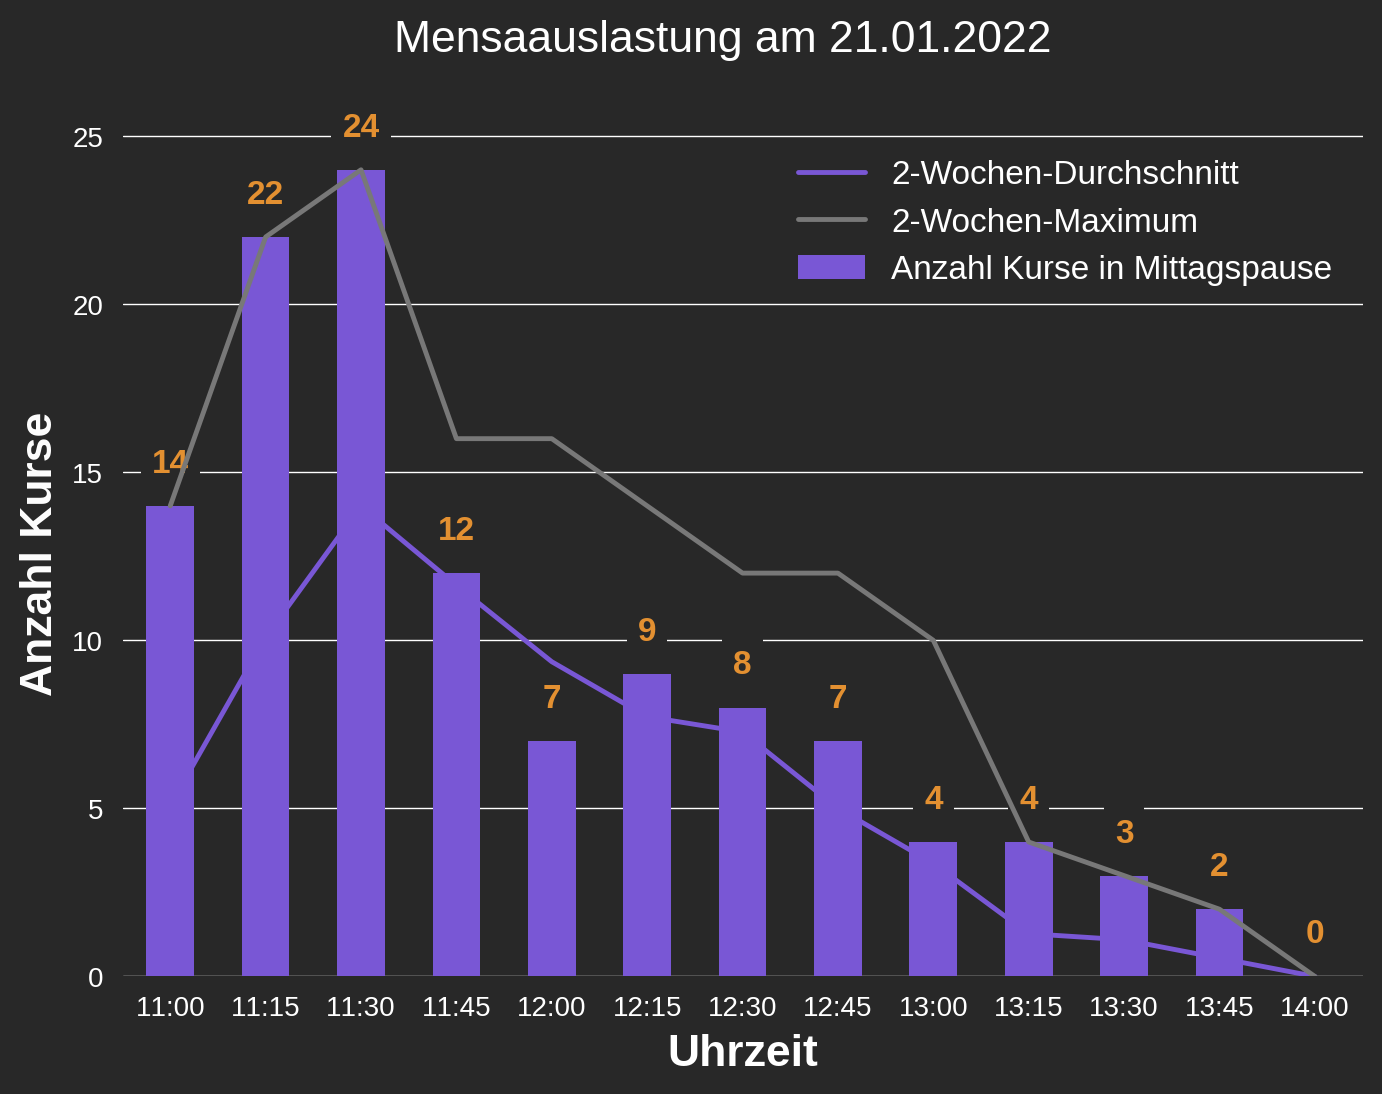 Mensaauslastung am 21.01.2022
2-Wochen-Durchschnitt
2-Wochen-Maximum
Anzahl Kurse in Mittagspause
Anzahl Kurse
25
20
15
10
5
0
14
22
24
12
7
9
8
7
4
4
3
2
0
11:00 11:15 11:30 11:45 12:00 12:15 12:30 12:45 13:00 13:15 13:30 13:45 14:00
Uhrzeit